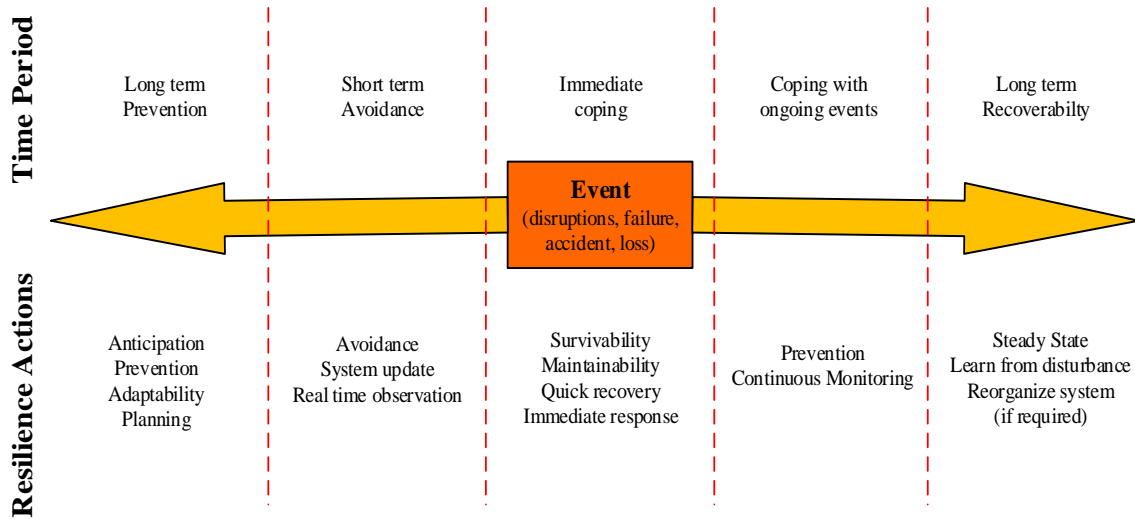 Time Period
Long term
Prevention
Short term
Avoidance
Immediate
coping
Coping with
ongoing events
Long term
Recoverabilty
Event
(disruptions, failure,
accident, loss)
Resilience Actions
Anticipation
Prevention
Adaptability
Planning
Avoidance
System update
Real time observation
Survivability
Maintainability
Quick recovery
Immediate response
Prevention
Continuous Monitoring
Steady State
Learn from disturbance
Reorganize system
(if required)